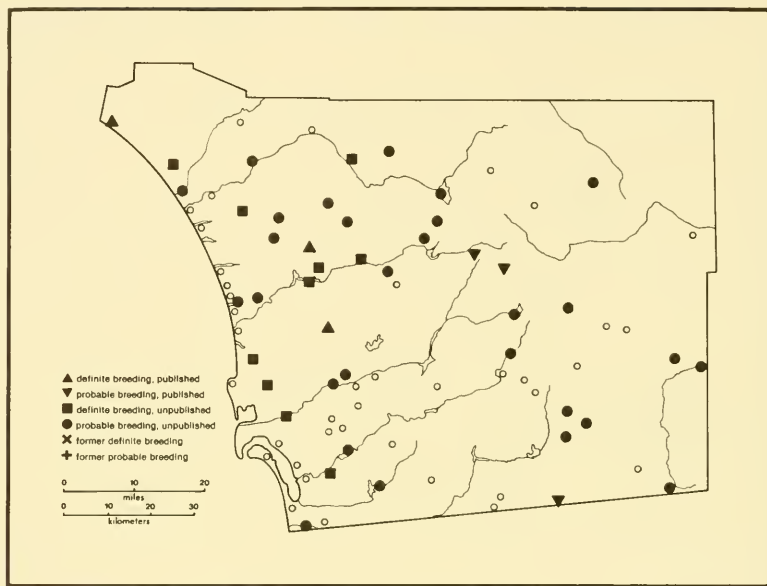 definite breeding, published
probable breeding, published
definite breeding, unpublished
probable breeding, unpublished
former definite breeding
former probable breeding
0 10 20
miles
0 10 20 30
kilometers